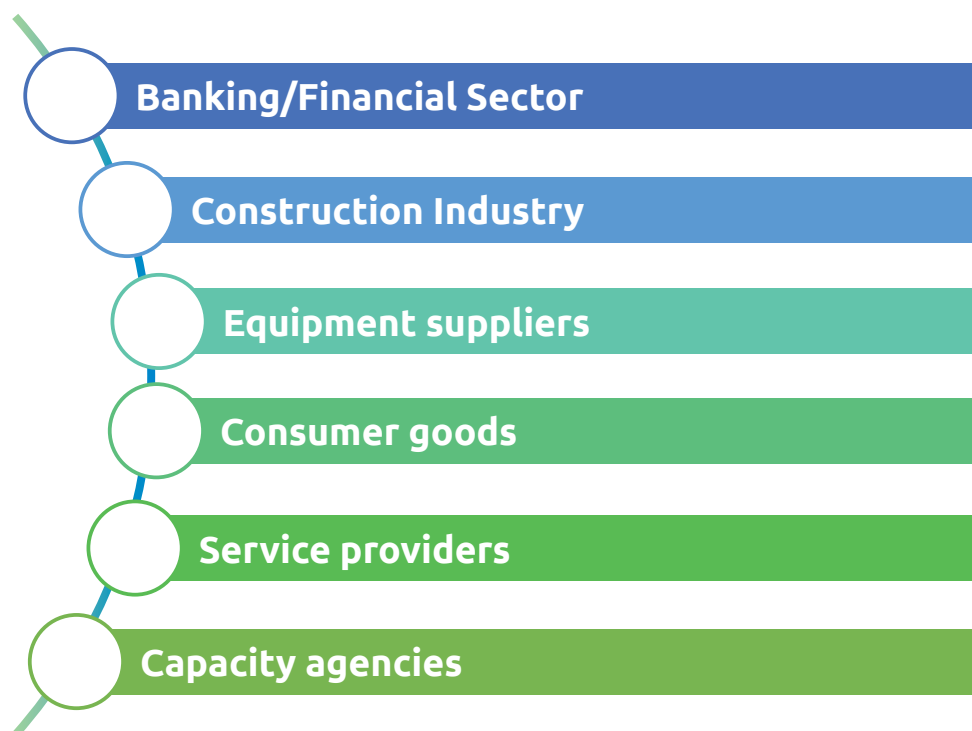 Banking/Financial Sector
Construction Industry
Equipment suppliers
Consumer goods
Service providers
Capacity agencies